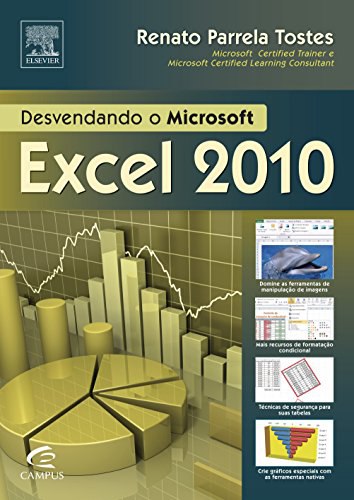 ELSEVIER
Renato Parrela Tostes
Microsoft Certified Trainer e
Microsoft Certified Learning Consultant
Desvendando o Microsoft
Excel 2010
Domine as ferramentas de
manipulação de imagens
Mais recursos de formatação
condicional
Técnicas de segurança para
suas tabelas
Crie gráficos especiais com
as ferramentas nativas
CAMPUS